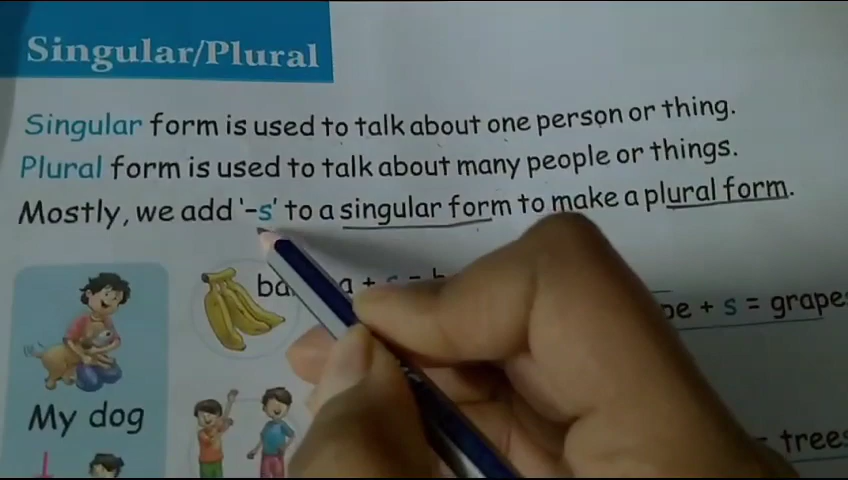 Singular/Plural
Singular form is used to talk about one person or thing.
Plural form is used to talk about many people or things.
Mostly, we add '-s' to a singular form to make a plural form.
+ s = grapes
My dog
trees